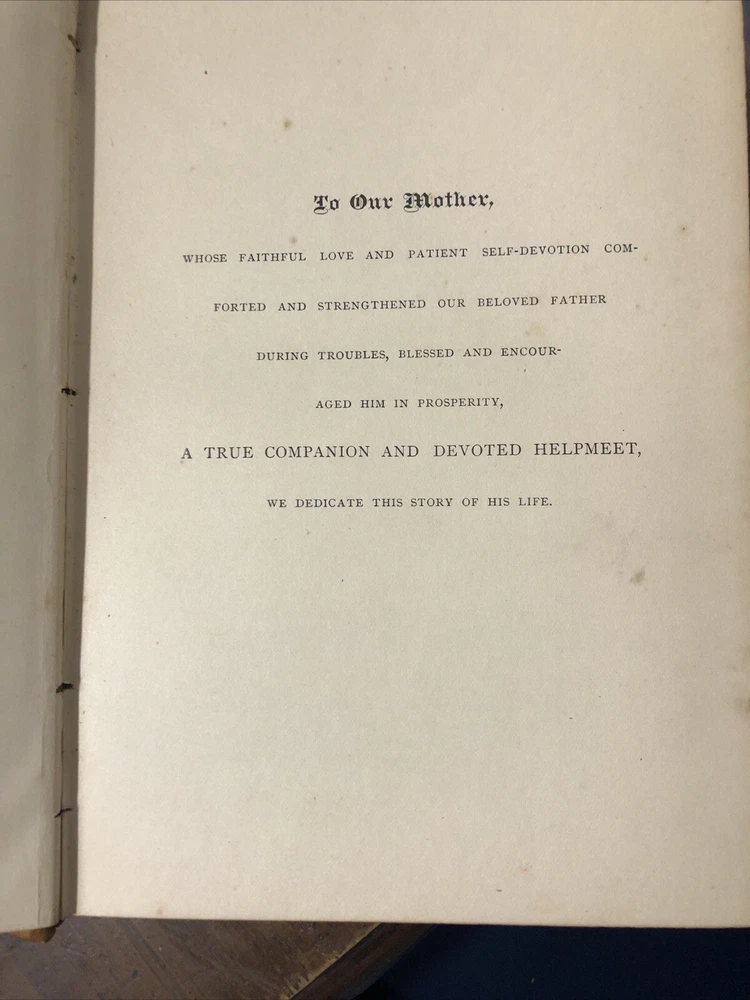 To Our Mother,
WHOSE FAITHFUL LOVE AND PATIENT SELF-DEVOTION COM-
FORTED AND STRENGTHENED OUR BELOVED FATHER
DURING TROUBLES, BLESSED AND ENCOUR-
AGED HIM IN PROSPERITY,
A TRUE COMPANION AND DEVOTED HELPMEET,
WE DEDICATE THIS STORY OF HIS LIFE.